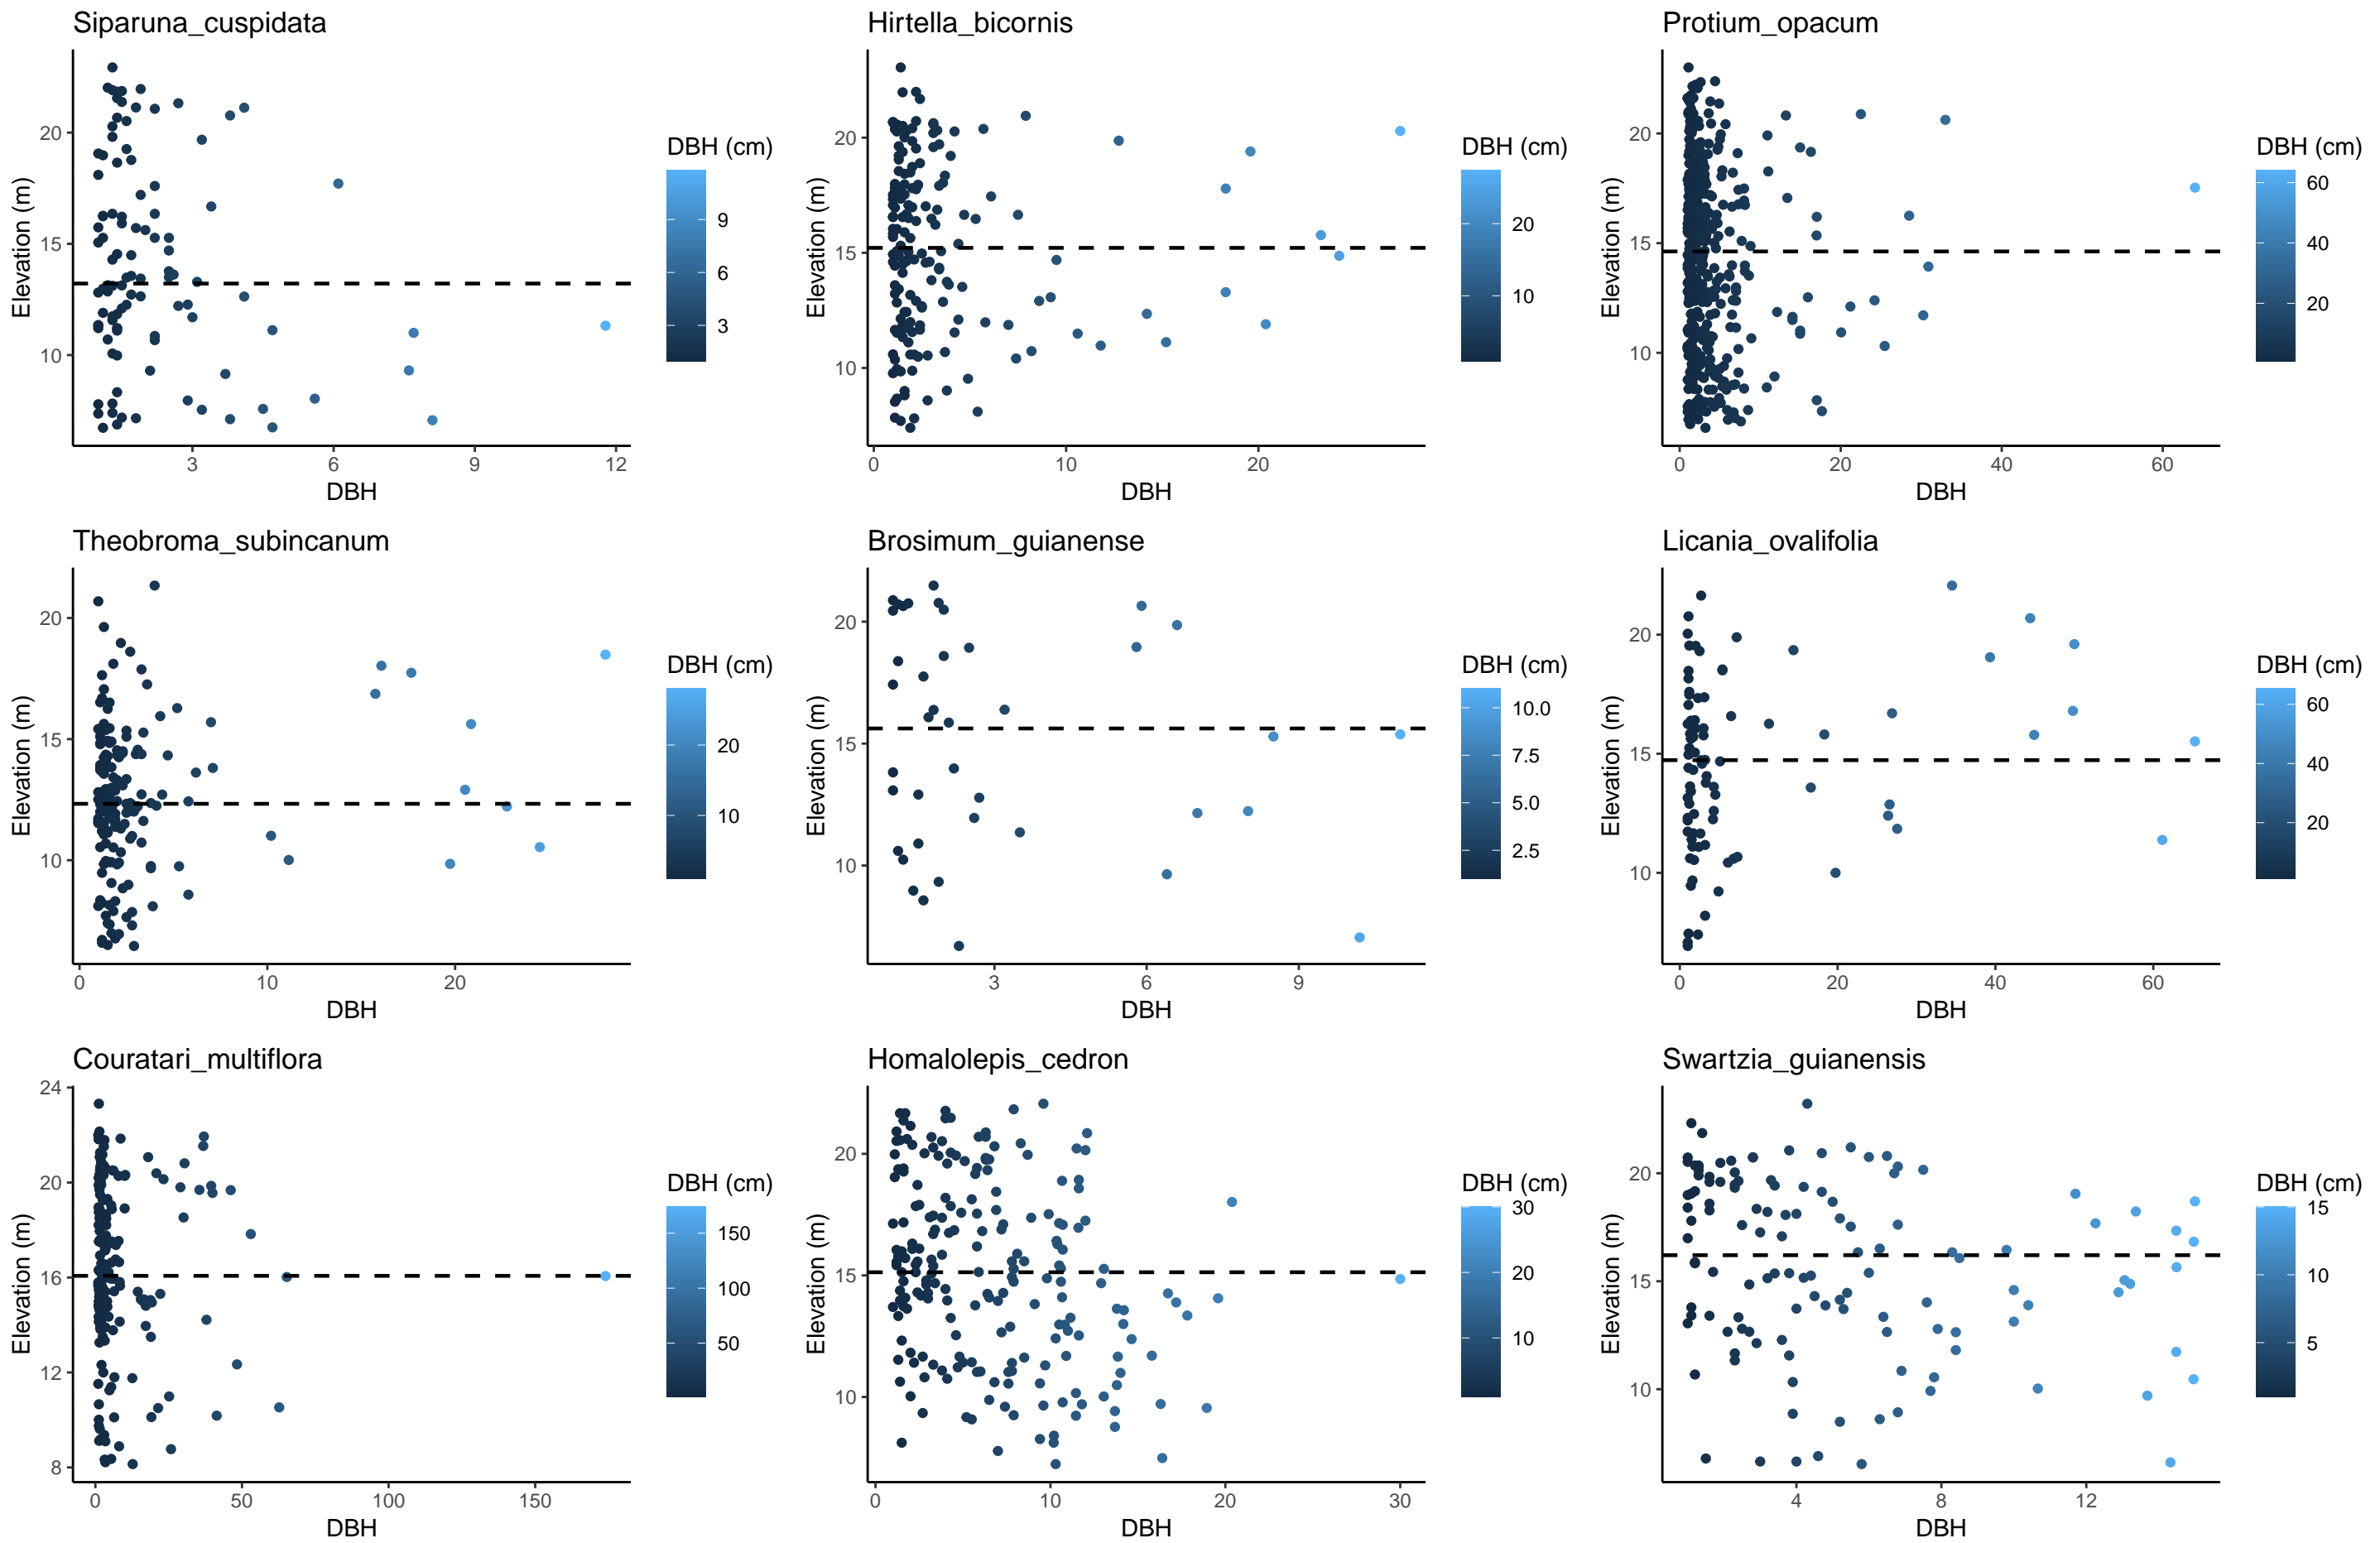 Siparuna_cuspidata
Elevation (m)
20
15
10
3 6 9 12
DBH
DBH (cm)
9
6
3
Hirtella_bicornis
Elevation (m)
20
15
10
0 10 20
DBH
DBH (cm)
20
10
Protium_opacum
Elevation (m)
20
15
10
0 20 40 60
DBH
DBH (cm)
60
40
20
Theobroma_subincanum
Elevation (m)
20
15
10
0 10 20
DBH
DBH (cm)
20
10
Brosimum_guianense
Elevation (m)
20
15
10
3 6 9
DBH
DBH (cm)
10.0
7.5
5.0
2.5
Licania_ovalifolia
Elevation (m)
20
15
10
0 20 40 60
DBH
DBH (cm)
60
40
20
Couratari_multiflora
Elevation (m)
24
20
16
12
8
0 50 100 150
DBH
DBH (cm)
150
100
50
Homalolepis_cedron
Elevation (m)
20
15
10
0 10 20 30
DBH
DBH (cm)
30
20
10
Swartzia_guianensis
Elevation (m)
20
15
10
4 8 12
DBH
DBH (cm)
15
10
5